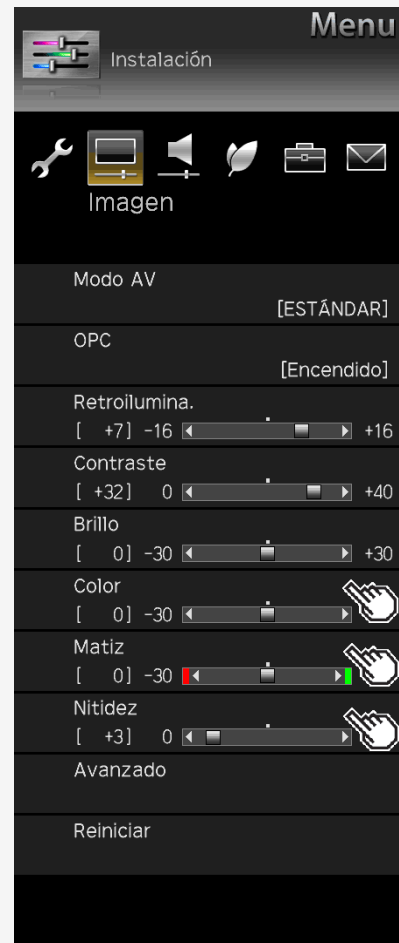 Menu
Instalación
Imagen
Modo AV
[ESTÁNDAR]
OPC
[Encendido]
Retroilumina.
[ +7] -16 +16
Contraste
[ +32] 0 +40
Brillo
[ 0] -30 +30
Color
[ 0] -30
Matiz
[ 0] -30
Nitidez
[ +3] 0
Avanzado
Reiniciar